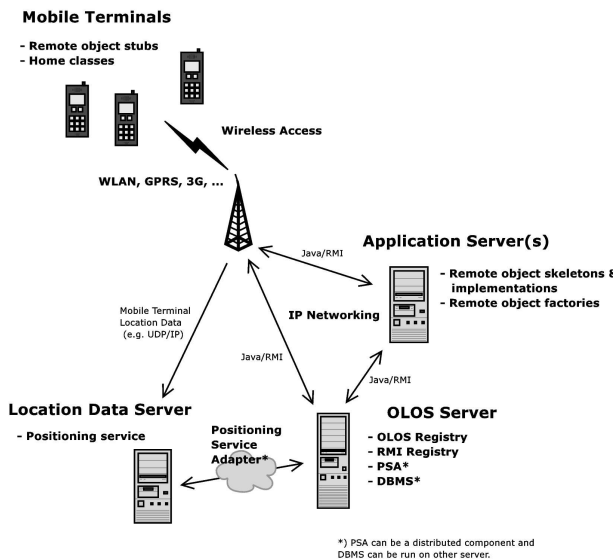 Mobile Terminals
- Remote object stubs
- Home classes
Wireless Access
WLAN, GPRS, 3G, ...
Application Server(s)
Java/RMI
- Remote object skeletons &
implementations
- Remote object factories
Mobile Terminal
Location Data
(e.g. UDP/IP)
IP Networking
Java/RMI
Java/RMI
Location Data Server
- Positioning service
Positioning
Service
Adapter*
OLOS Server
- OLOS Registry
- RMI Registry
- PSA*
- DBMS*
*) PSA can be a distributed component and
DBMS can be run on other server.